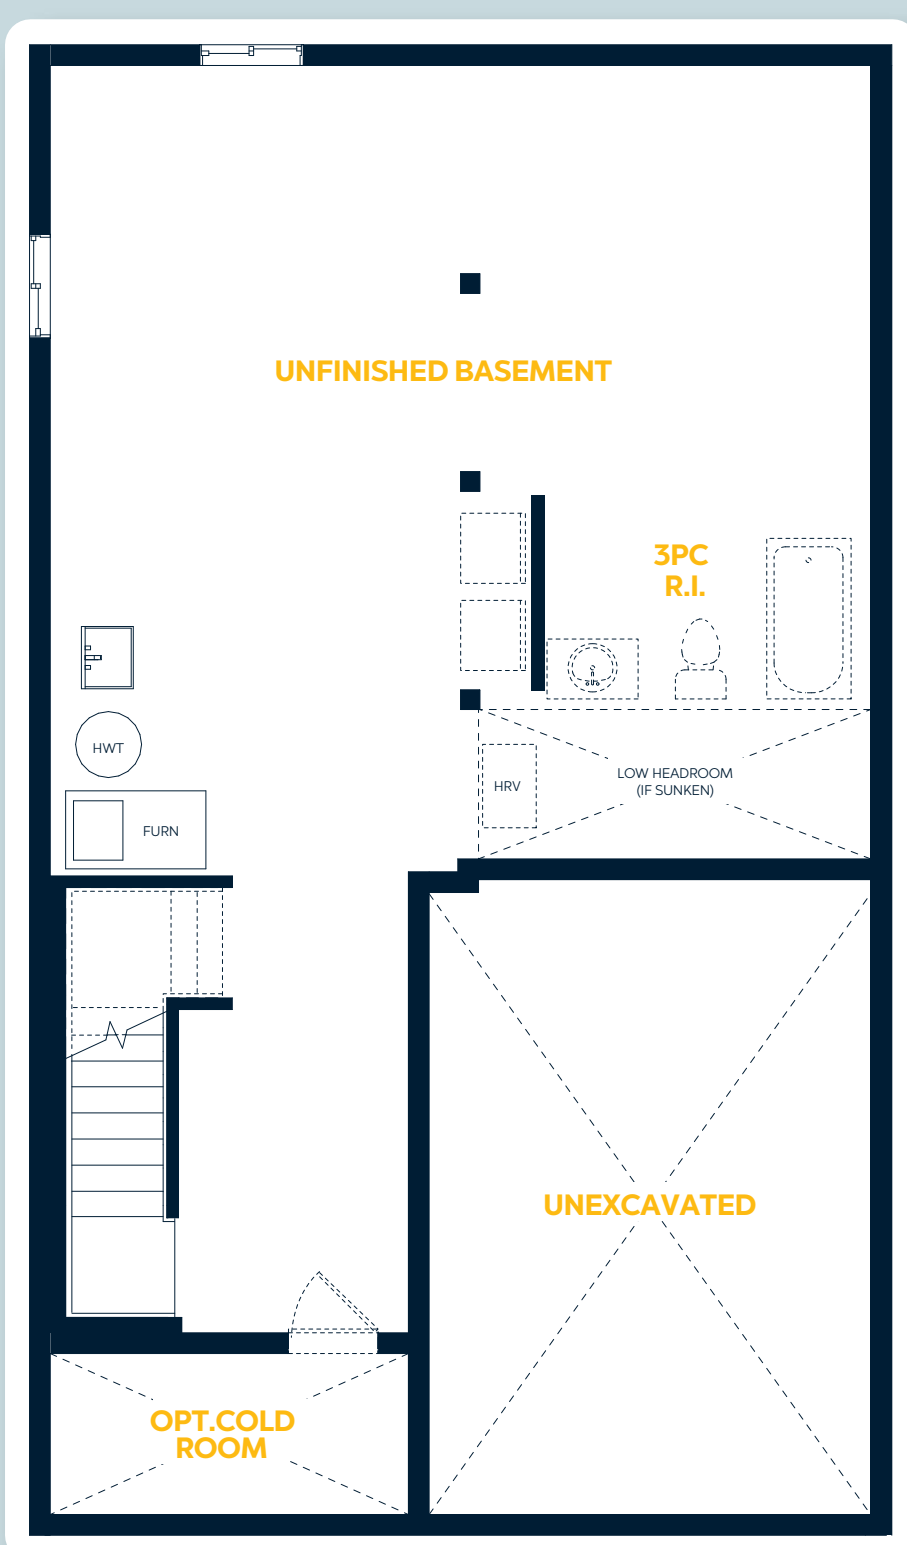 UNFINISHED BASEMENT
3PC
R.I.
HWT
LOW HEADROOM
(IF SUNKEN)
HRV
FURN
UNEXCAVATED
OPT.COLD
ROOM